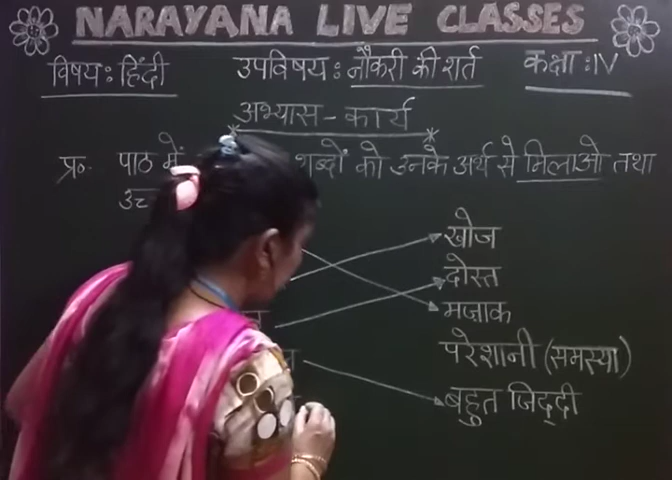 NARAYANA LIVE CLASSES
विषय: हिंदी उपविषय: नौकरी की शर्त कक्षा: IV
अभ्यास-कार्य
प्र॰ पाठ में शब्दों को उनके अर्थ से मिलाओ तथा
खोज
दोस्त
मज़ाक
परेशानी (समस्या)
बहुत जिद्दी